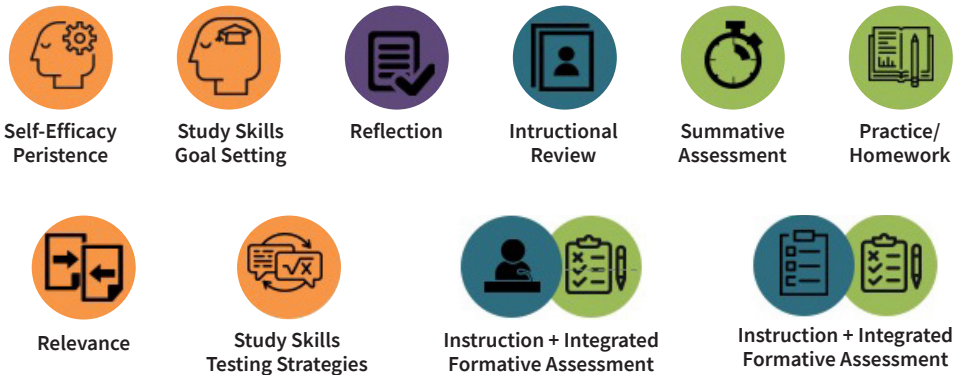 Self-Efficacy
Peristence
Study Skills
Goal Setting
Reflection
Intructional
Review
Summative
Assessment
Practice/
Homework
√x
Relevance
Study Skills
Testing Strategies
Instruction + Integrated
Formative Assessment
Instruction + Integrated
Formative Assessment